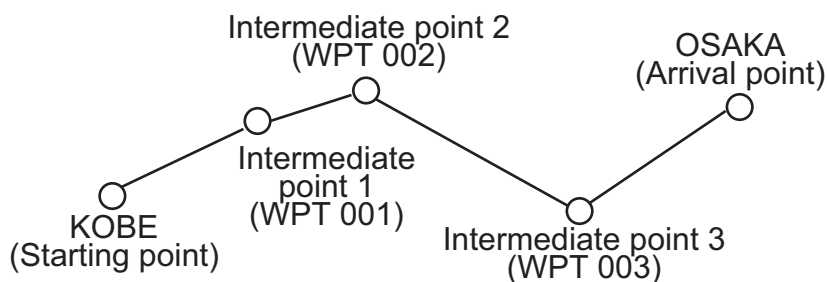 Intermediate point 2
(WPT 002)
OSAKA
(Arrival point)
Intermediate
point 1
(WPT 001)
KOBE
(Starting point)
Intermediate point 3
(WPT 003)